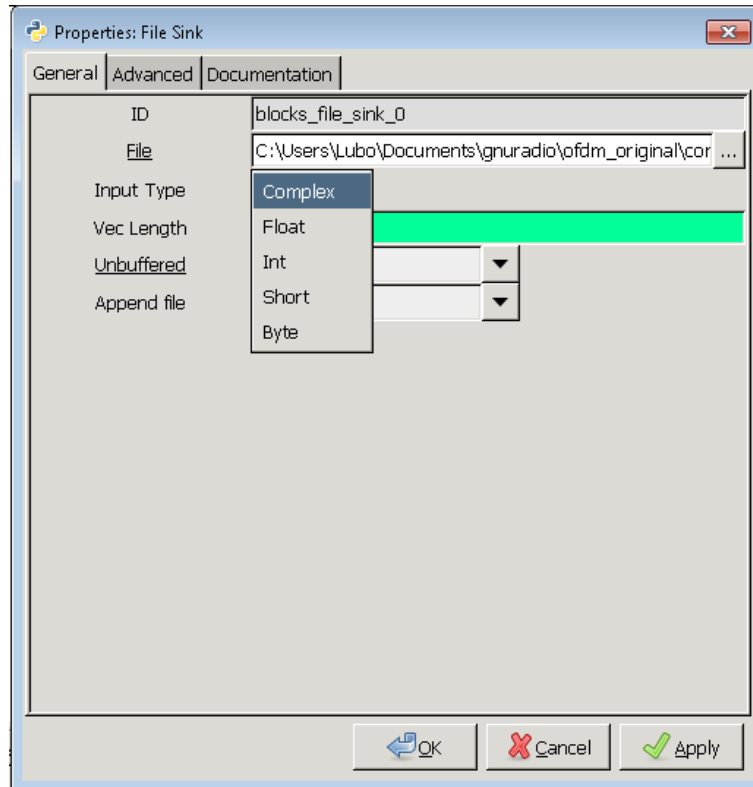 Properties: File Sink
General Advanced Documentation
ID blocks_file_sink_0
File C:\Users\Lubo\Documents\gnuradio\ofdm_original\cor ...
Input Type Complex
Vec Length Float
Unbuffered Int
Append file Short
Byte
OK Cancel Apply